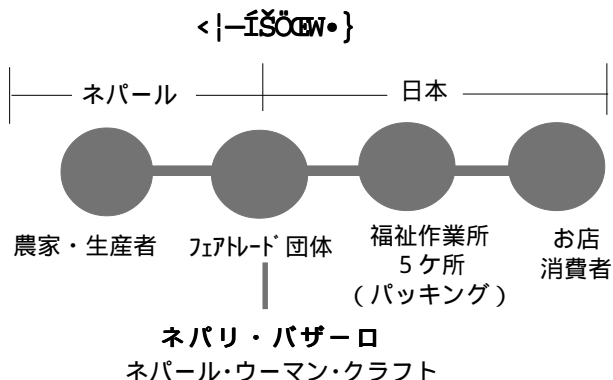 <|—ÍŠÖŒW•}
ネパール
日本
農家・生産者
ﾌｪｱﾄﾚｰﾄﾞ団体
福祉作業所
５ケ所
（パッキング）
お店
消費者
ネパリ・バザーロ
ネパール・ウーマン・クラフト